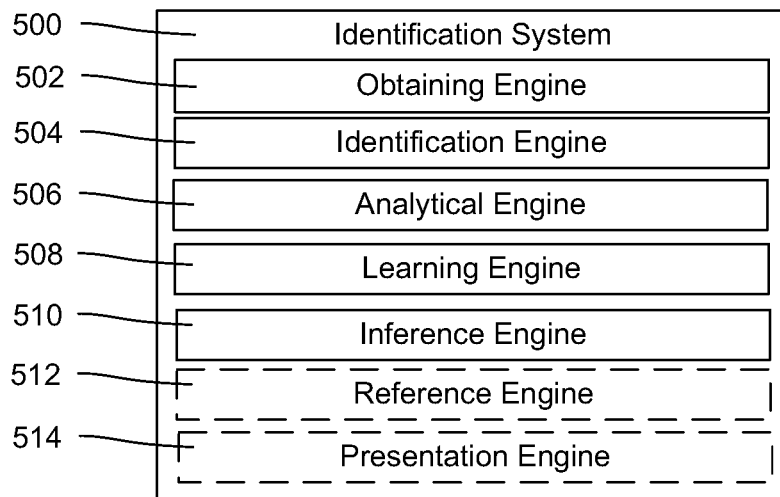 500 Identification System
502 Obtaining Engine
504 Identification Engine
506 Analytical Engine
508 Learning Engine
510 Inference Engine
512 Reference Engine
514 Presentation Engine